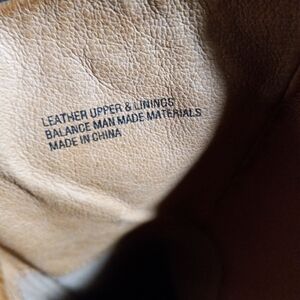 LEATHER UPPER & LININGS
BALANCE MAN MADE MATERIALS
MADE IN CHINA